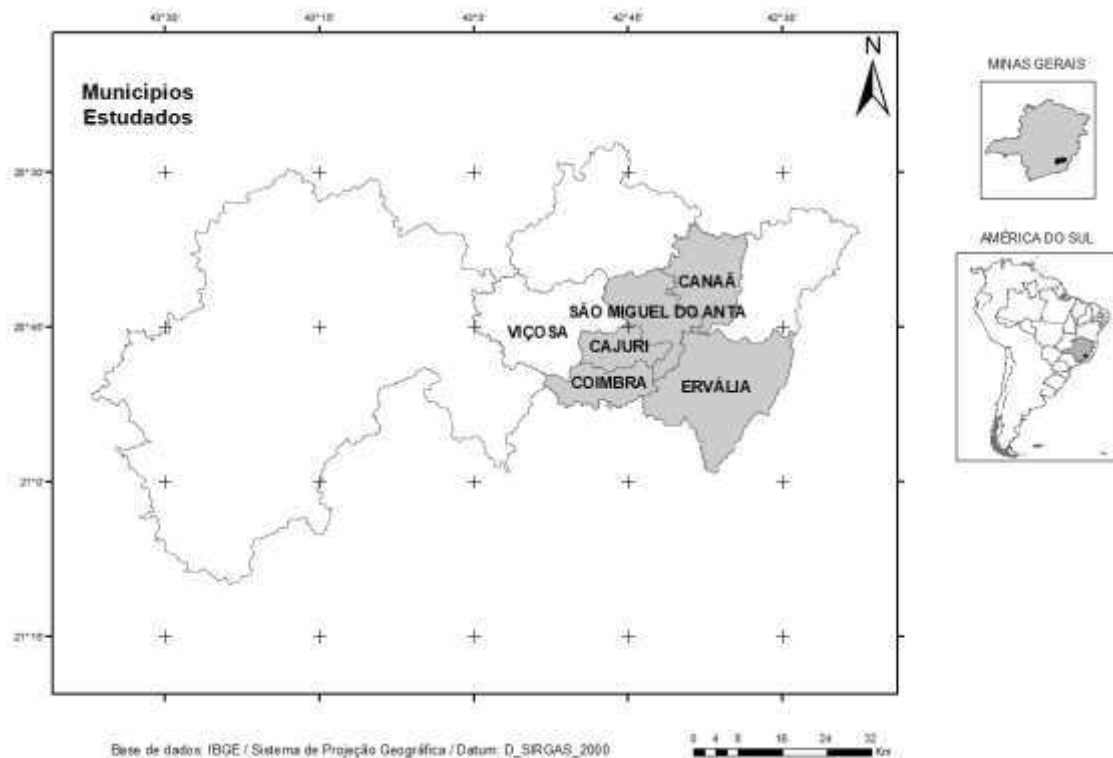 N
Municipios
Estudados
MINAS GERAIS
AMÉRICA DO SUL
CANAÃ
SÃO MIGUEL DO ANTA
VIÇOSA
CAJURI
COIMBRA
ERVÁLIA
Base de dados: IBGE / Sistema de Projeção Geográfica / Datum: D_SIRGAS_2000
0 4 8 16 24 32
Km